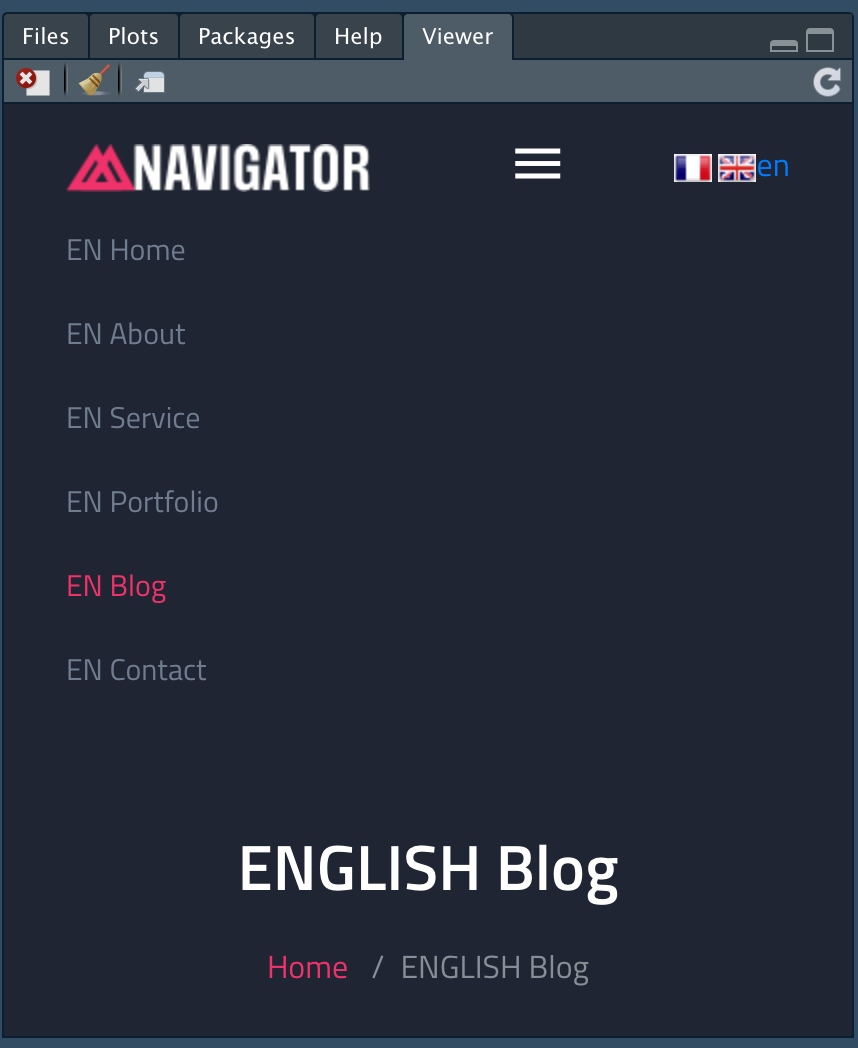 Files Plots Packages Help Viewer
NAVIGATOR en
EN Home
EN About
EN Service
EN Portfolio
EN Blog
EN Contact
ENGLISH Blog
Home / ENGLISH Blog